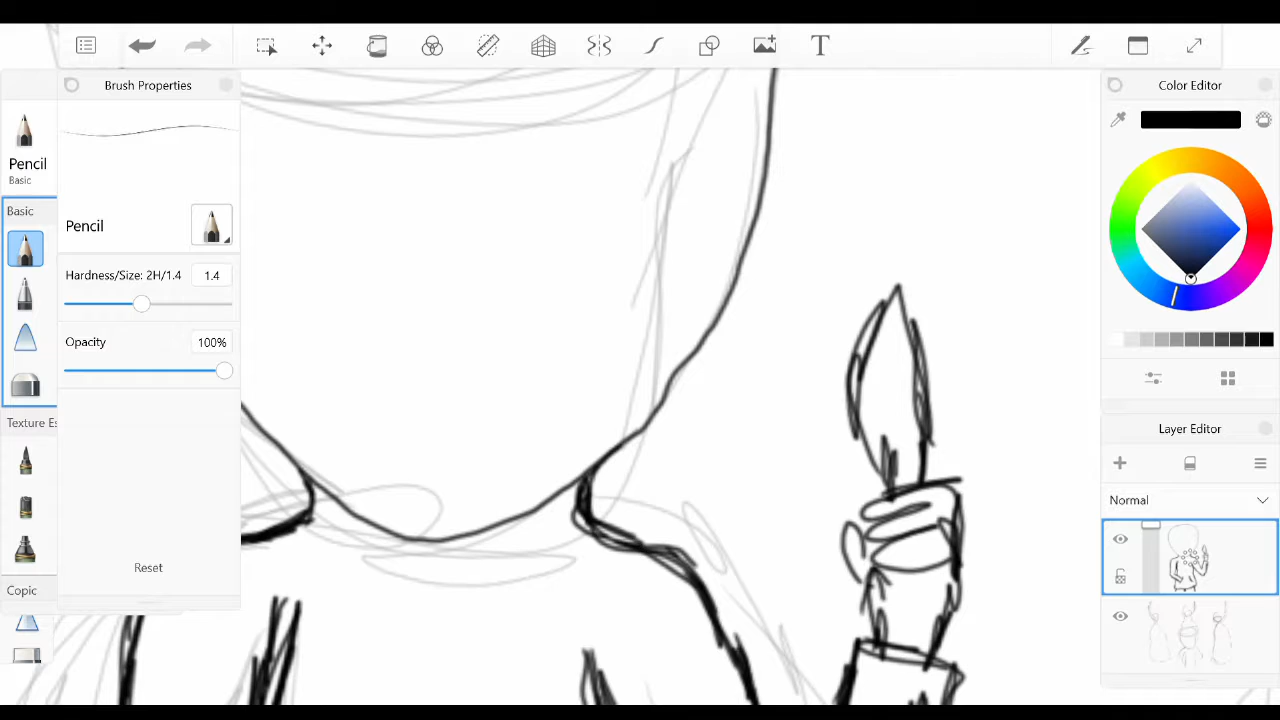 T
Brush Properties
Color Editor
Pencil
Basic
Basic
Pencil
Hardness/Size: 2H/1.4
1.4
Opacity
100%
Texture Es
Layer Editor
Normal
Reset
Copic